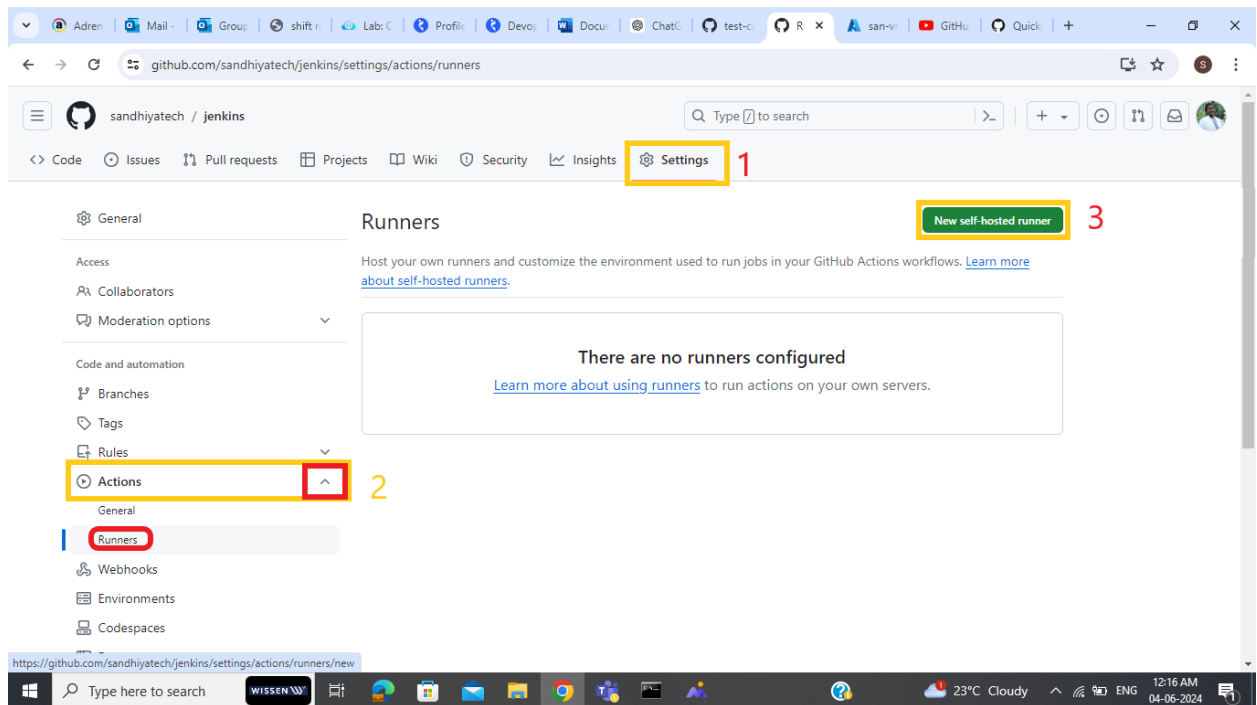 Adren
Mail -
Group
shift r
Lab: C
Profile
Devop
Docur
ChatG
test-c
R
san-v
GitHu
Quick
github.com/sandhiyatech/jenkins/settings/actions/runners
S
sandhiyatech / jenkins
Type / to search
Code
Issues
Pull requests
Projects
Wiki
Security
Insights
Settings
1
General
Runners
New self-hosted runner
3
Access
Host your own runners and customize the environment used to run jobs in your GitHub Actions workflows. Learn more
about self-hosted runners.
Collaborators
Moderation options
There are no runners configured
Code and automation
Learn more about using runners to run actions on your own servers.
Branches
Tags
Rules
Actions
2
General
Runners
Webhooks
Environments
Codespaces
https://github.com/sandhiyatech/jenkins/settings/actions/runners/new
Type here to search
WISSEN
23°C Cloudy
ENG
12:16 AM
04-06-2024
1